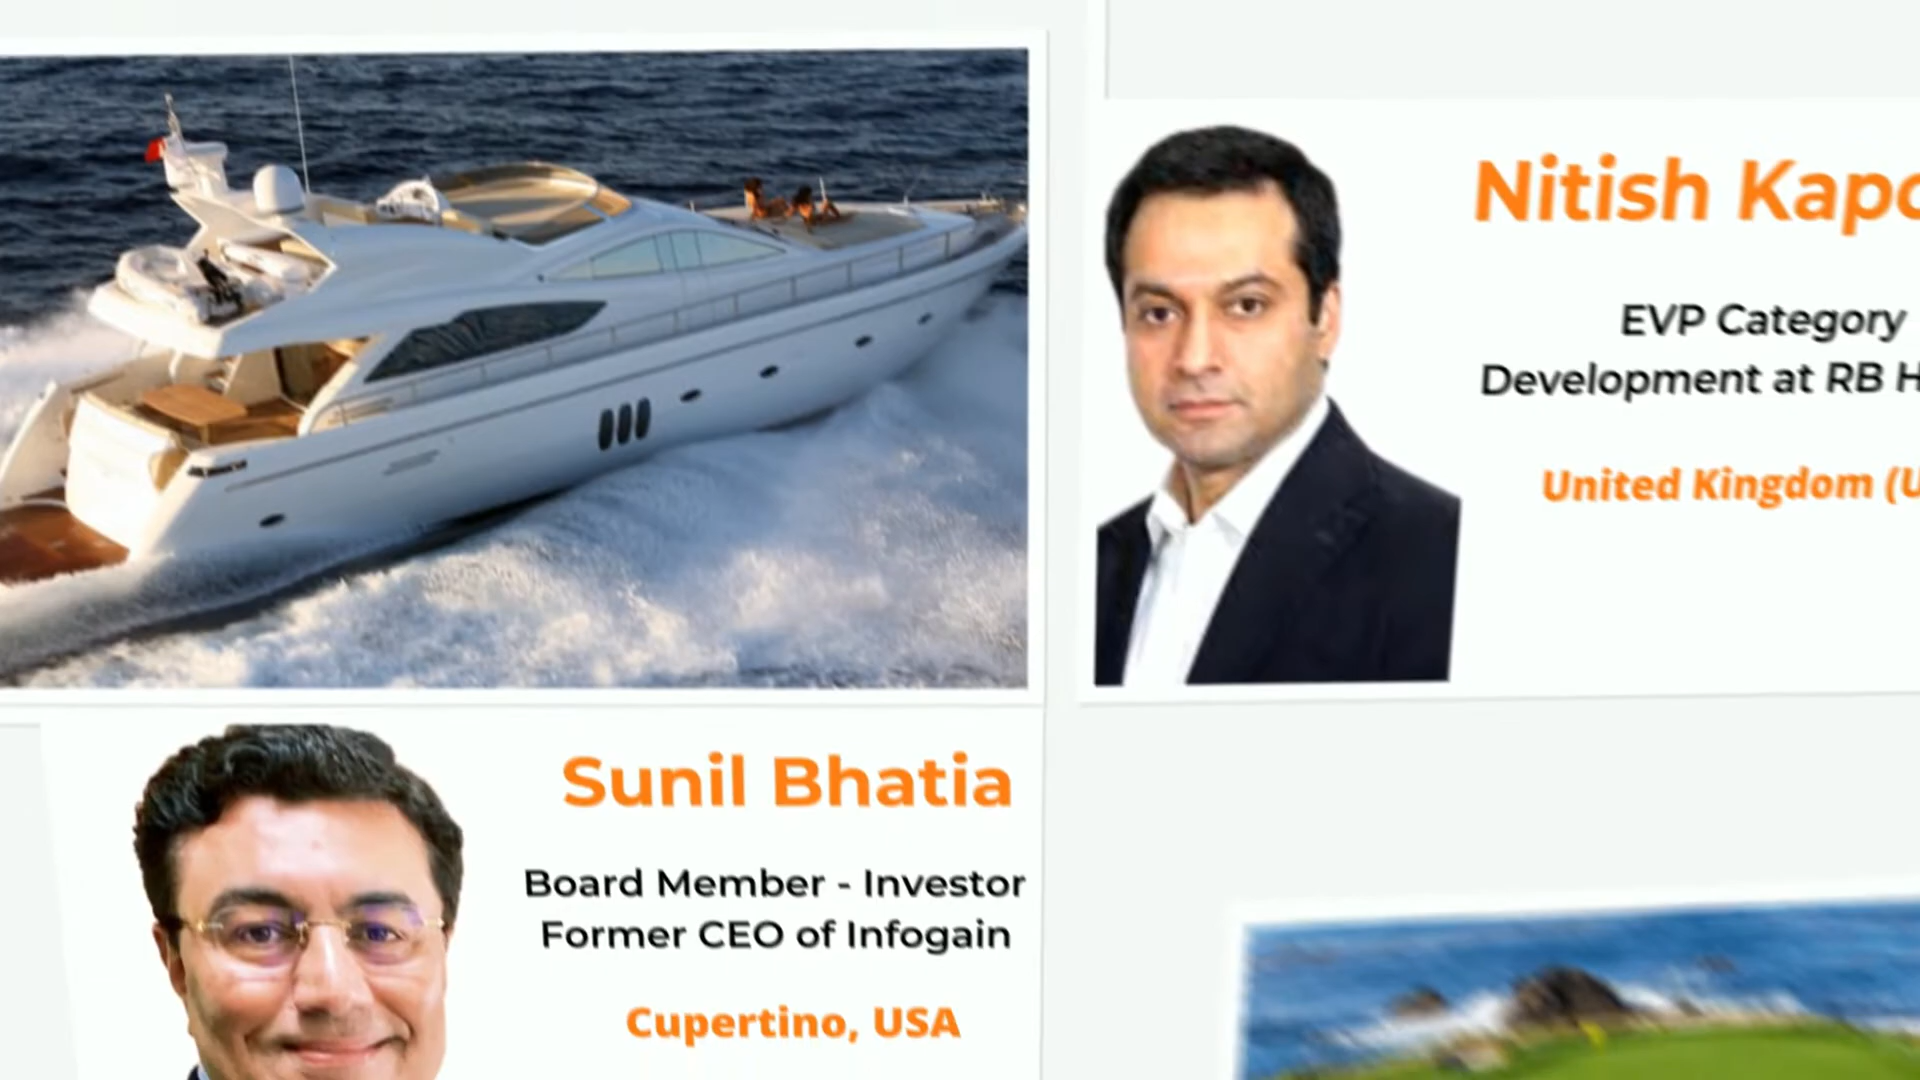 Nitish
EVP Category
Development at RB
United Kingdom
Sunil Bhatia
Board Member - Investor
Former CEO of Infogain
Cupertino, USA